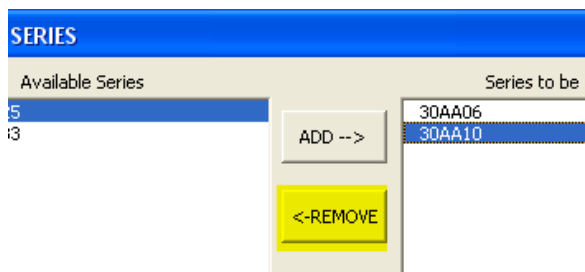 SERIES
Available Series
Series to be
30AA06
30AA10
ADD -->
<-REMOVE